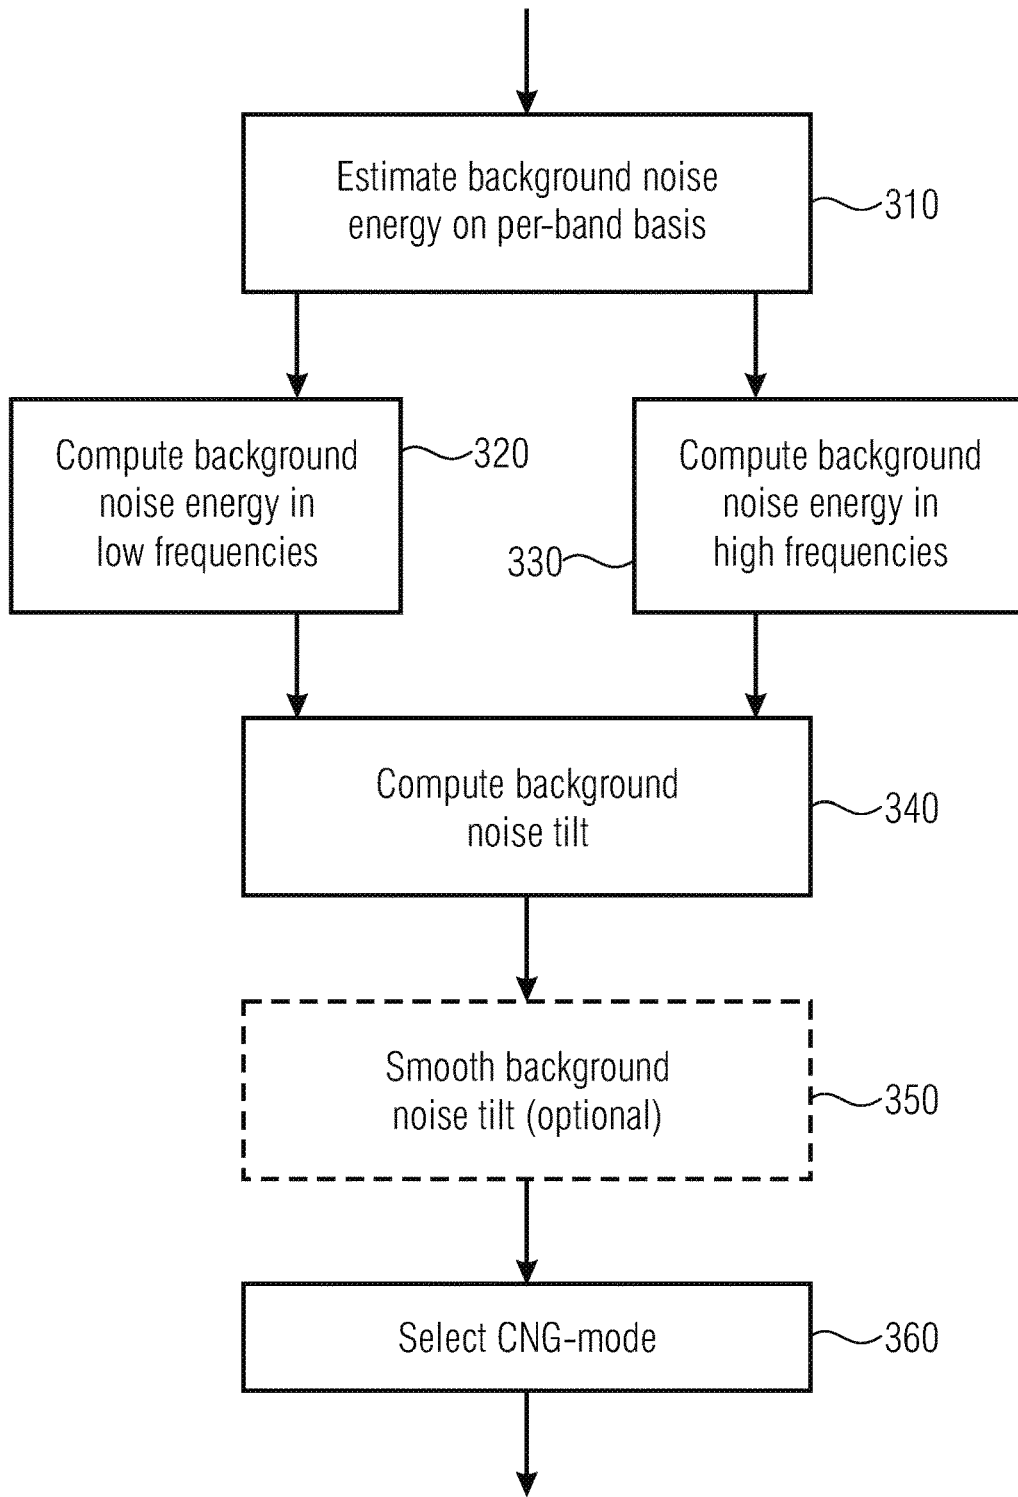 Estimate background noise
energy on per-band basis
310
Compute background
noise energy in
low frequencies
320
Compute background
noise energy in
high frequencies
330
Compute background
noise tilt
340
Smooth background
noise tilt (optional)
350
Select CNG-mode
360